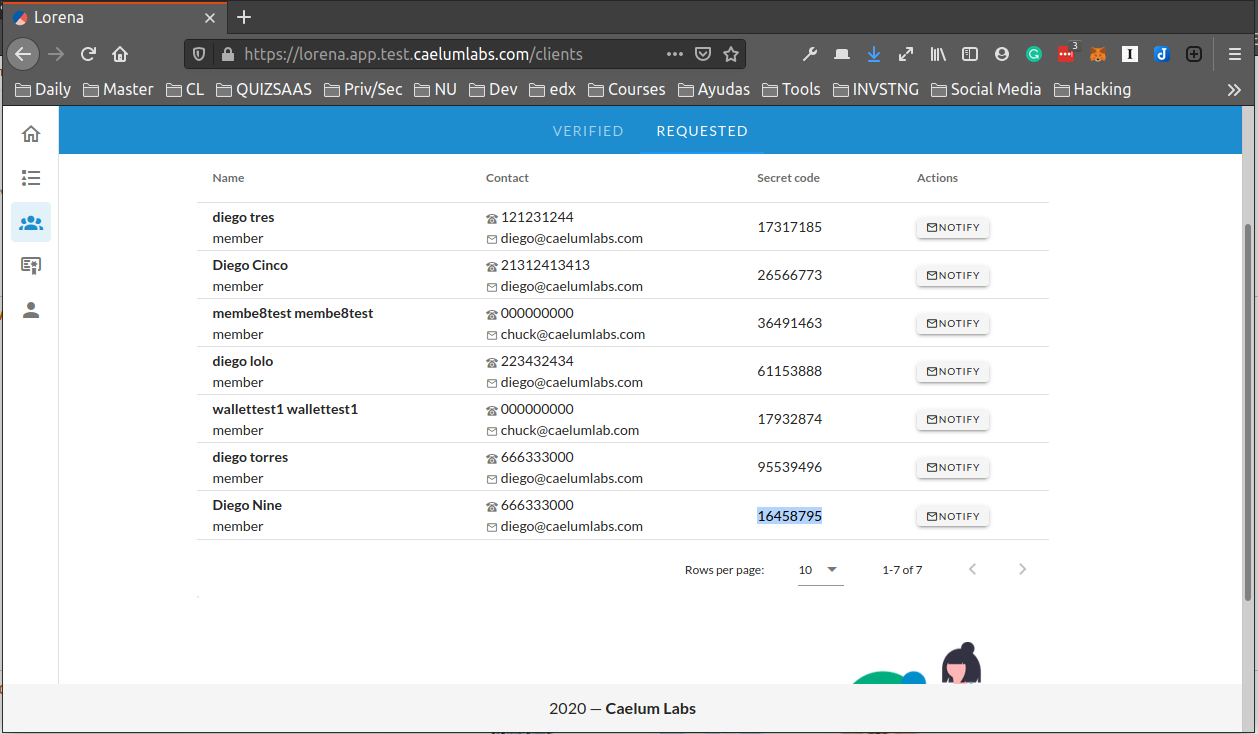 Lorena
https://lorena.app.test.caelumlabs.com/clients
3
Daily Master CL QUIZSAAS Priv/Sec NU Dev edx Courses Ayudas Tools INVSTNG Social Media Hacking
VERIFIED REQUESTED
Name Contact Secret code Actions
diego tres 121231244
member diego@caelumlabs.com 17317185 NOTIFY
Diego Cinco 21312413413
member diego@caelumlabs.com 26566773 NOTIFY
membe8test membe8test 000000000
member chuck@caelumlabs.com 36491463 NOTIFY
diego lolo 223432434
member diego@caelumlabs.com 61153888 NOTIFY
wallettest1 wallettest1 000000000
member chuck@caelumlab.com 17932874 NOTIFY
diego torres 666333000
member diego@caelumlabs.com 95539496 NOTIFY
Diego Nine 666333000
member diego@caelumlabs.com 16458795 NOTIFY
Rows per page: 10 1-7 of 7
2020 — Caelum Labs